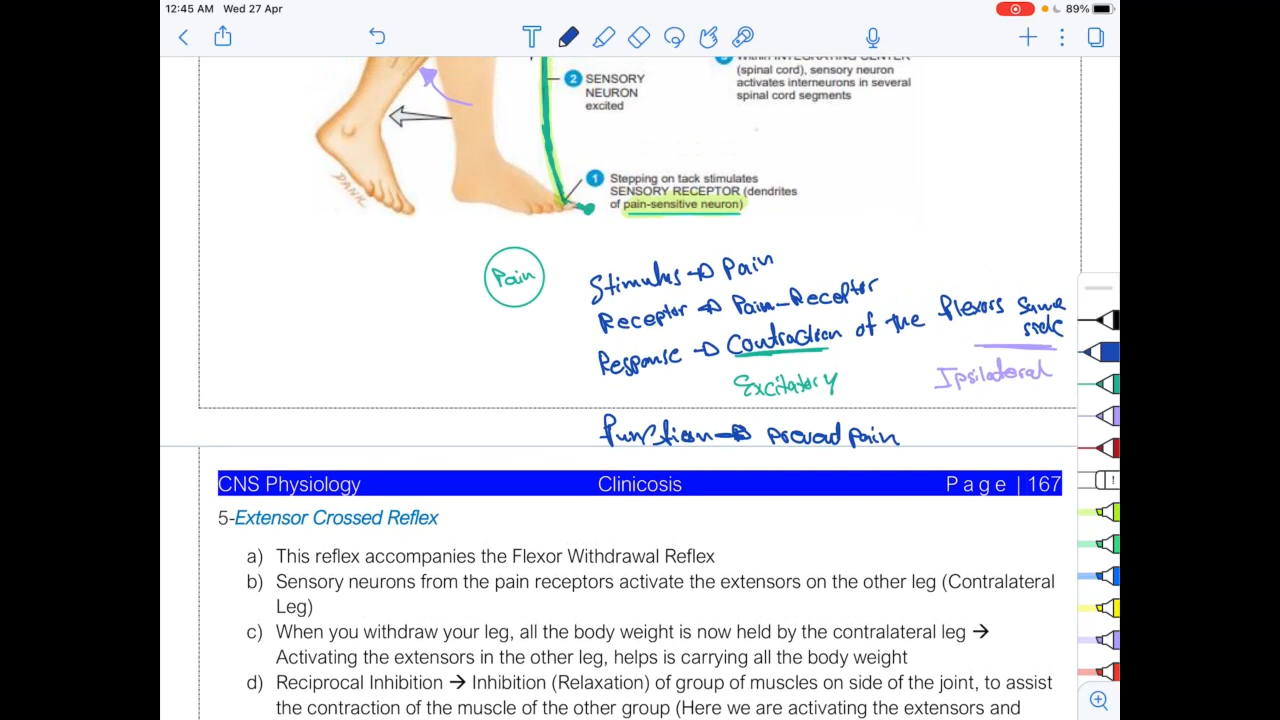 12:45 AM Wed 27 Apr
89%
2 SENSORY
NEURON
excited
(spinal cord), sensory neuron
activates interneurons in several
spinal cord segments
1 Stepping on tack stimulates
SENSORY RECEPTOR (dendrites
of pain-sensitive neuron)
DANK
Pain
Stimulus → Pain
Receptor → Pain-Receptor
Response → Contraction of the flexors same side
Excitatory
Ipsilateral
pain
CNS Physiology Clinicosis Page | 167
5-Extensor Crossed Reflex
a) This reflex accompanies the Flexor Withdrawal Reflex
b) Sensory neurons from the pain receptors activate the extensors on the other leg (Contralateral
Leg)
c) When you withdraw your leg, all the body weight is now held by the contralateral leg →
Activating the extensors in the other leg, helps is carrying all the body weight
d) Reciprocal Inhibition → Inhibition (Relaxation) of group of muscles on side of the joint, to assist
the contraction of the muscle of the other group (Here we are activating the extensors and